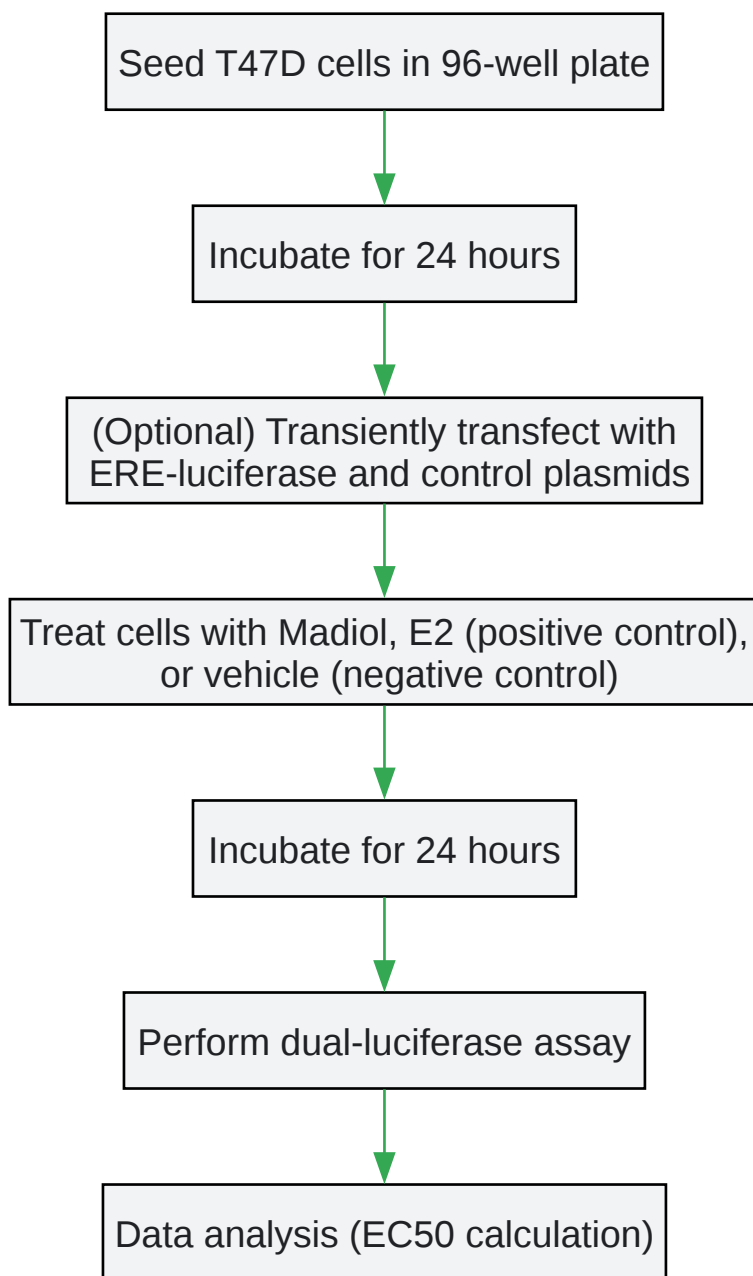 Seed T47D cells in 96-well plate
Incubate for 24 hours
(Optional) Transiently transfect with
ERE-luciferase and control plasmids
Treat cells with Madiol, E2 (positive control),
or vehicle (negative control)
Incubate for 24 hours
Perform dual-luciferase assay
Data analysis (EC50 calculation)